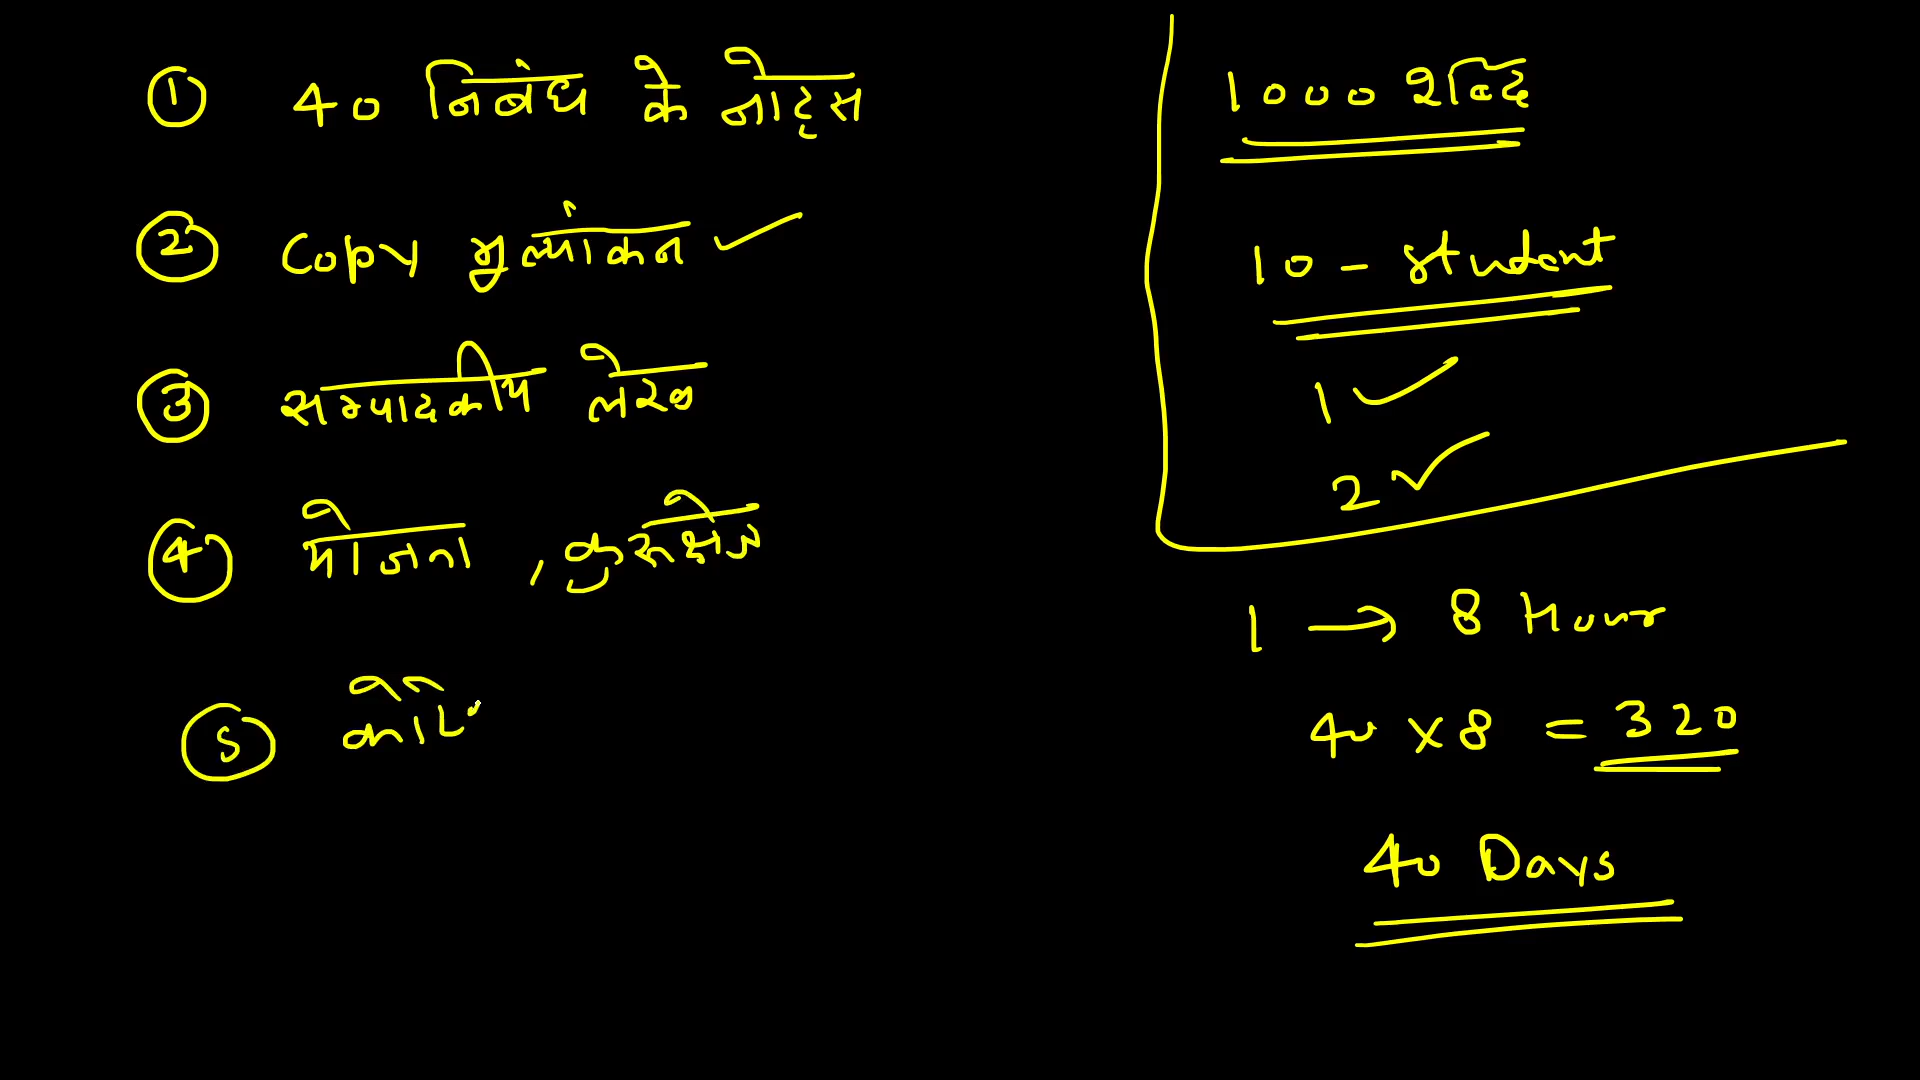 ① 40 निबंध के नोट्स
② Copy मुल्यांकन ✓
③ सम्पादकीय लेख
④ योजना , कुरुक्षेत्र
⑤
1000 शब्दि
10 - student
1 ✓
2 ✓
1 → 8 Hour
40 x 8 = 320
40 Days